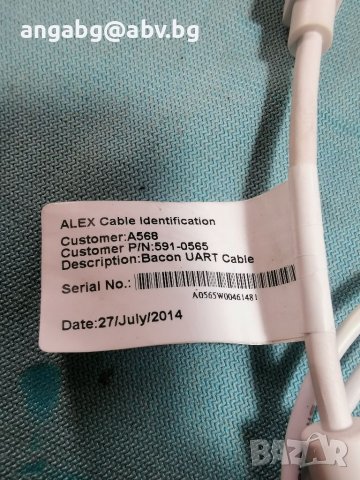 angabg@abv.bg
ALEX Cable Identification
Customer:A568
Customer P/N:591-0565
Description:Bacon UART Cable
Serial No.:
A0565W00461481
Date:27/July/2014
BAZAR